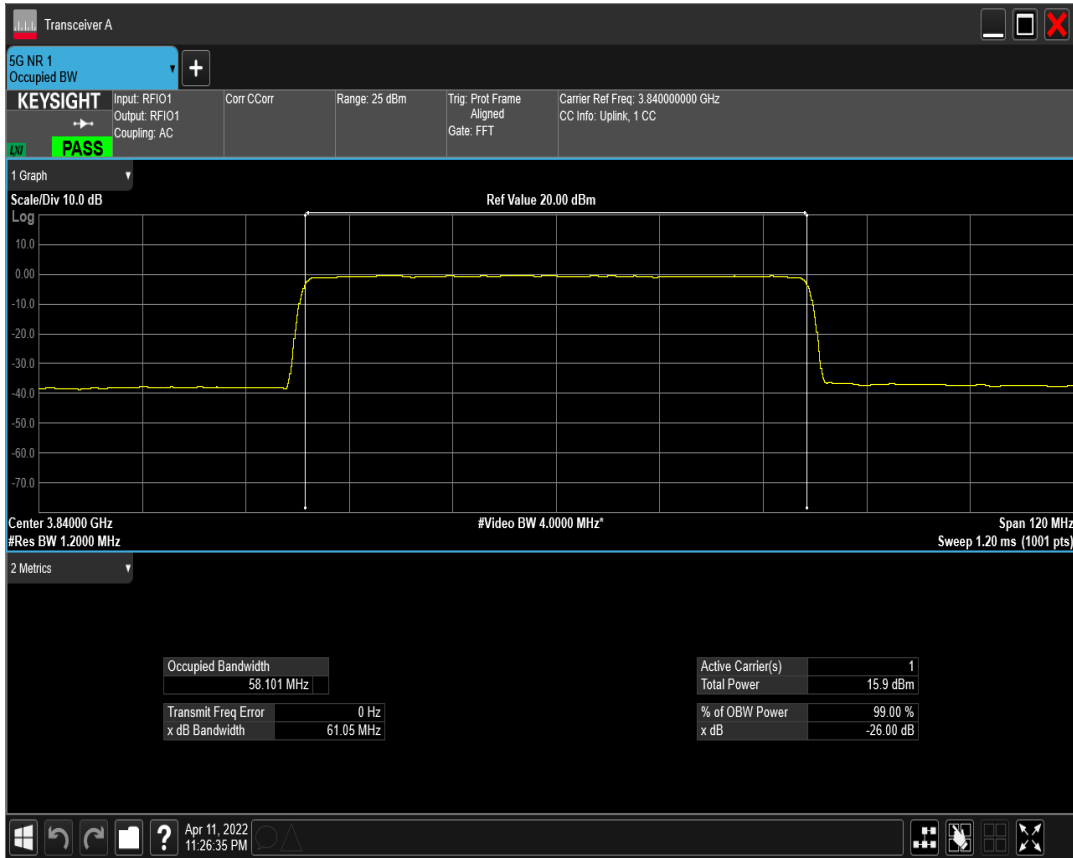 Transceiver A
5G NR 1
Occupied BW
KEYSIGHT
LXI
PASS
Input: RFIO1
Output: RFIO1
Coupling: AC
Corr CCorr
Range: 25 dBm
Trig: Prot Frame
Aligned
Gate: FFT
Carrier Ref Freq: 3.840000000 GHz
CC Info: Uplink, 1 CC
1 Graph
Scale/Div 10.0 dB
Ref Value 20.00 dBm
Log
10.0
0.00
-10.0
-20.0
-30.0
-40.0
-50.0
-60.0
-70.0
Center 3.84000 GHz
#Video BW 4.0000 MHz*
Span 120 MHz
#Res BW 1.2000 MHz
Sweep 1.20 ms (1001 pts)
2 Metrics
Occupied Bandwidth
58.101 MHz
Transmit Freq Error 0 Hz
x dB Bandwidth 61.05 MHz
Active Carrier(s) 1
Total Power 15.9 dBm
% of OBW Power 99.00 %
x dB -26.00 dB
?
Apr 11, 2022
11:26:35 PM